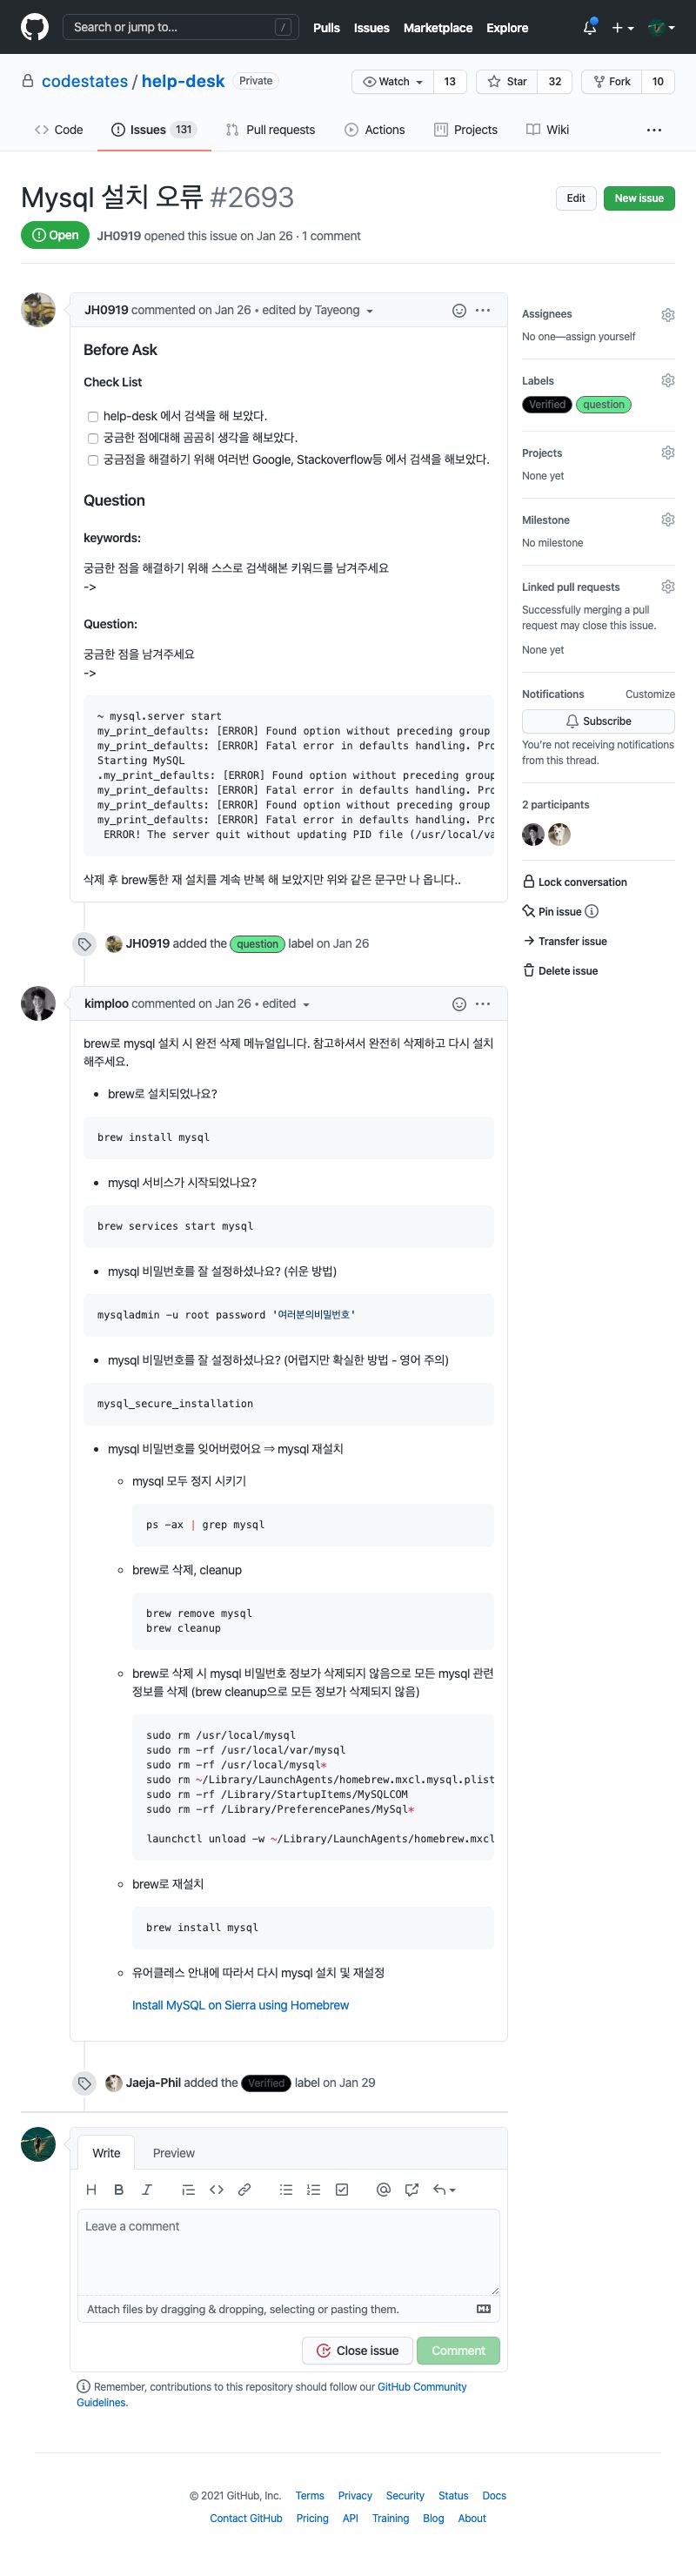 Search or jump to...
/
Pulls Issues Marketplace Explore
codestates / help-desk Private
Watch 13 Star 32 Fork 10
Code Issues 131 Pull requests Actions Projects Wiki
Mysql 설치 오류 #2693
Edit New issue
Open JH0919 opened this issue on Jan 26 · 1 comment
JH0919 commented on Jan 26 • edited by Tayeong
Before Ask
Check List
help-desk 에서 검색을 해 보았다.
궁금한 점에대해 곰곰히 생각을 해보았다.
궁금점을 해결하기 위해 여러번 Google, Stackoverflow등 에서 검색을 해보았다.
Question
keywords:
궁금한 점을 해결하기 위해 스스로 검색해본 키워드를 남겨주세요
->
Question:
궁금한 점을 남겨주세요
->
~ mysql.server start
my_print_defaults: [ERROR] Found option without preceding group
my_print_defaults: [ERROR] Fatal error in defaults handling. Pro
Starting MySQL
.my_print_defaults: [ERROR] Found option without preceding group
my_print_defaults: [ERROR] Fatal error in defaults handling. Pro
my_print_defaults: [ERROR] Found option without preceding group
my_print_defaults: [ERROR] Fatal error in defaults handling. Pro
ERROR! The server quit without updating PID file (/usr/local/va
삭제 후 brew통한 재 설치를 계속 반복 해 보았지만 위와 같은 문구만 나 옵니다..
JH0919 added the question label on Jan 26
kimploo commented on Jan 26 • edited
brew로 mysql 설치 시 완전 삭제 메뉴얼입니다. 참고하셔서 완전히 삭제하고 다시 설치
해주세요.
• brew로 설치되었나요?
brew install mysql
• mysql 서비스가 시작되었나요?
brew services start mysql
• mysql 비밀번호를 잘 설정하셨나요? (쉬운 방법)
mysqladmin -u root password '여러분의비밀번호'
• mysql 비밀번호를 잘 설정하셨나요? (어렵지만 확실한 방법 - 영어 주의)
mysql_secure_installation
• mysql 비밀번호를 잊어버렸어요 ⇒ mysql 재설치
◦ mysql 모두 정지 시키기
ps -ax | grep mysql
◦ brew로 삭제, cleanup
brew remove mysql
brew cleanup
◦ brew로 삭제 시 mysql 비밀번호 정보가 삭제되지 않음으로 모든 mysql 관련
정보를 삭제 (brew cleanup으로 모든 정보가 삭제되지 않음)
sudo rm /usr/local/mysql
sudo rm -rf /usr/local/var/mysql
sudo rm -rf /usr/local/mysql*
sudo rm ~/Library/LaunchAgents/homebrew.mxcl.mysql.plist
sudo rm -rf /Library/StartupItems/MySQLCOM
sudo rm -rf /Library/PreferencePanes/MySql*
launchctl unload -w ~/Library/LaunchAgents/homebrew.mxcl
◦ brew로 재설치
brew install mysql
◦ 유어클레스 안내에 따라서 다시 mysql 설치 및 재설정
Install MySQL on Sierra using Homebrew
Jaeja-Phil added the Verified label on Jan 29
Write Preview
Leave a comment
Attach files by dragging & dropping, selecting or pasting them.
Close issue Comment
Remember, contributions to this repository should follow our GitHub Community
Guidelines.
Assignees
No one—assign yourself
Labels
Verified question
Projects
None yet
Milestone
No milestone
Linked pull requests
Successfully merging a pull
request may close this issue.
None yet
Notifications Customize
Subscribe
You're not receiving notifications
from this thread.
2 participants
Lock conversation
Pin issue
Transfer issue
Delete issue
© 2021 GitHub, Inc. Terms Privacy Security Status Docs
Contact GitHub Pricing API Training Blog About